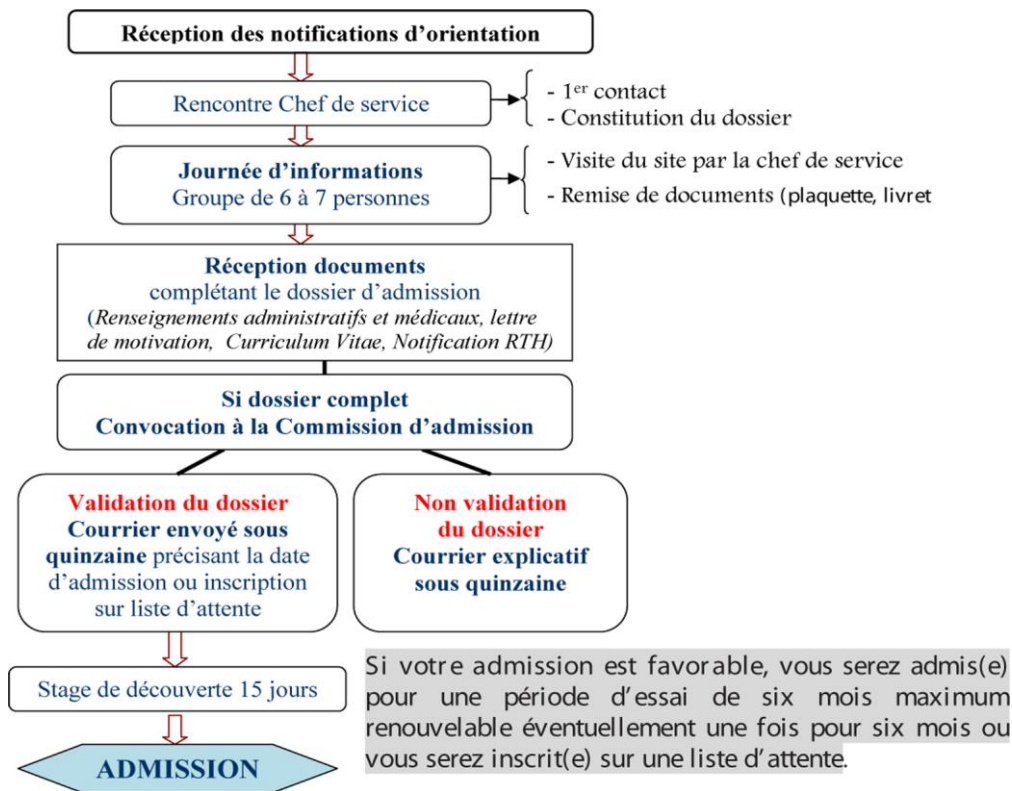 Réception des notifications d'orientation
Rencontre Chef de service
- 1er contact
- Constitution du dossier
Journée d'informations
Groupe de 6 à 7 personnes
- Visite du site par la chef de service
- Remise de documents (plaquette, livret
Réception documents
complétant le dossier d'admission
(Renseignements administratifs et médicaux, lettre
de motivation, Curriculum Vitae, Notification RTH)
Si dossier complet
Convocation à la Commission d'admission
Validation du dossier
Courrier envoyé sous
quinzaine précisant la date
d'admission ou inscription
sur liste d'attente
Non validation
du dossier
Courrier explicatif
sous quinzaine
Stage de découverte 15 jours
ADMISSION
Si votre admission est favorable, vous serez admis(e)
pour une période d'essai de six mois maximum
renouvelable éventuellement une fois pour six mois ou
vous serez inscrit(e) sur une liste d'attente.